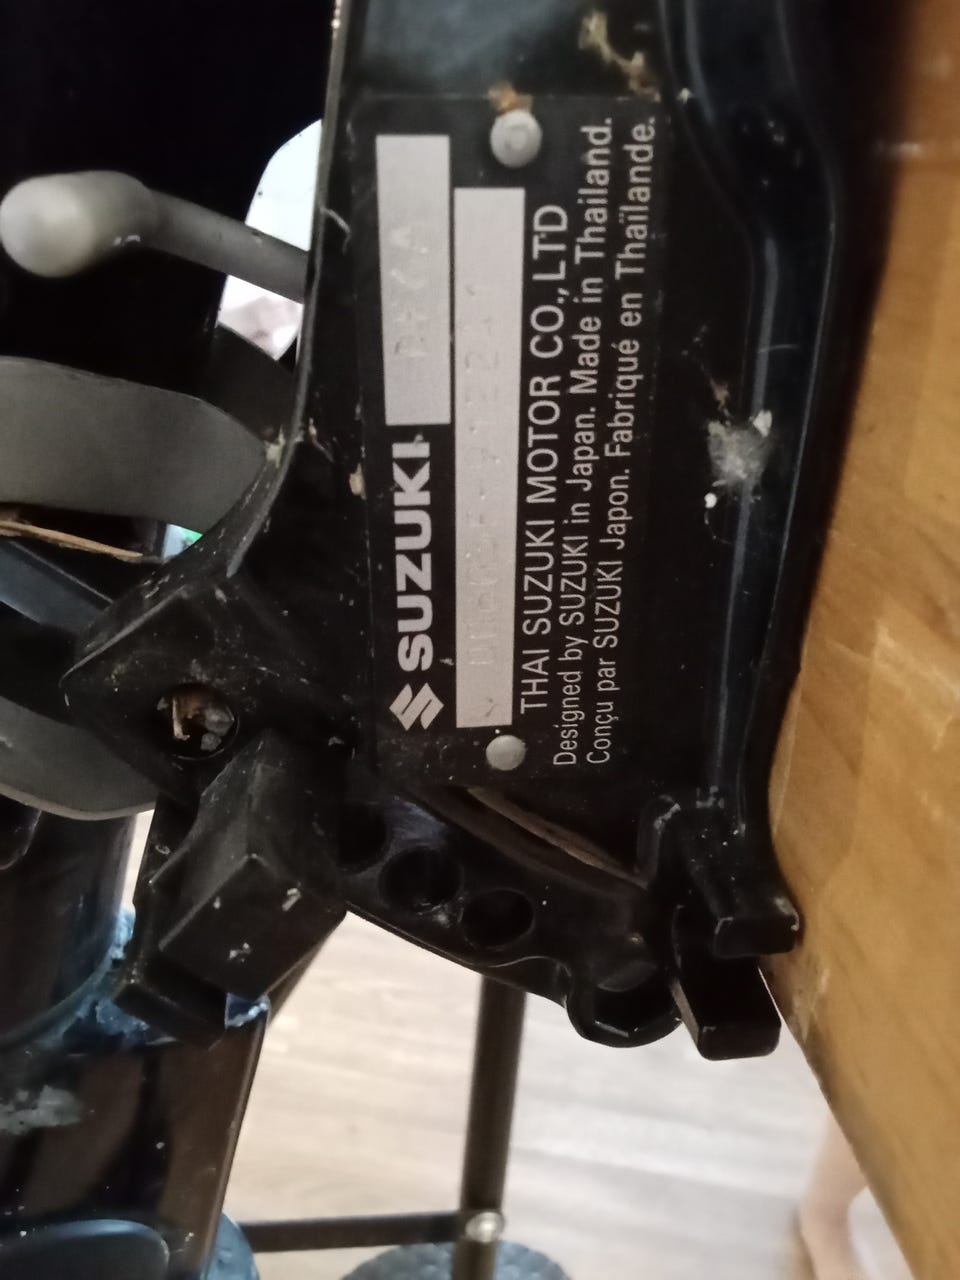 SUZUKI
THAI SUZUKI MOTOR CO., LTD
Designed by SUZUKI in Japan. Made in Thailand.
Conçu par SUZUKI Japon. Fabriqué en Thaïlande.